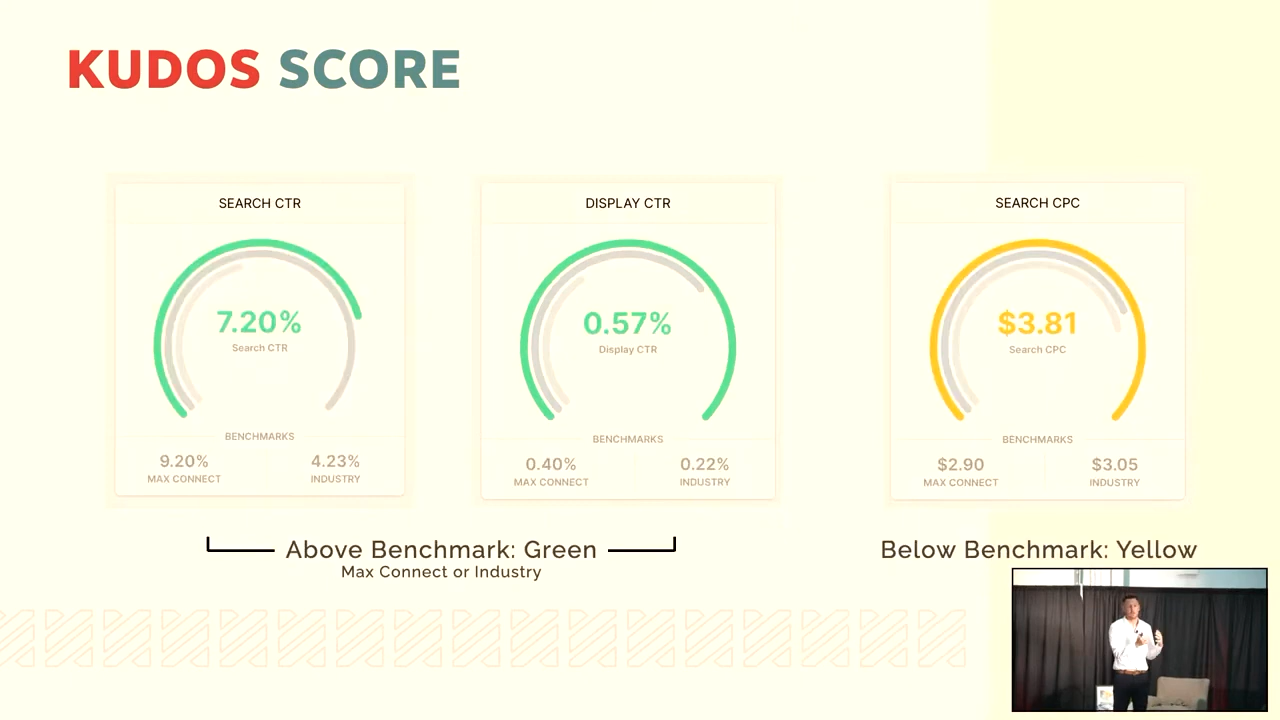 KUDOS SCORE
SEARCH CTR
7.20%
Search CTR
BENCHMARKS
9.20%
MAX CONNECT
4.23%
INDUSTRY
DISPLAY CTR
0.57%
Display CTR
BENCHMARKS
0.40%
MAX CONNECT
0.22%
INDUSTRY
SEARCH CPC
$3.81
Search CPC
BENCHMARKS
$2.90
MAX CONNECT
$3.05
INDUSTRY
Above Benchmark: Green
Max Connect or Industry
Below Benchmark: Yellow